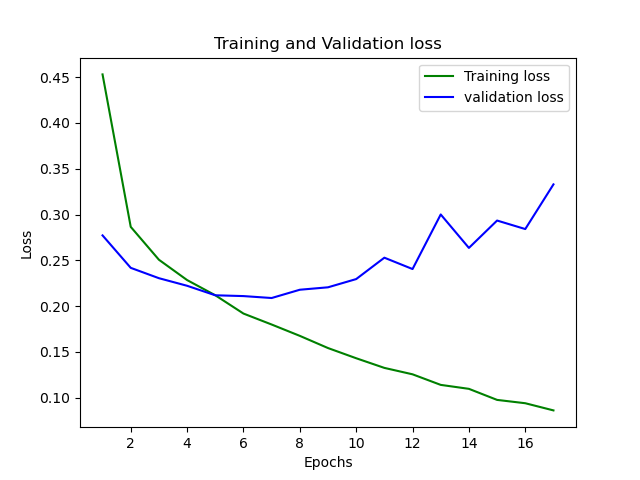 Training and Validation loss
Training loss
validation loss
0.45
0.40
0.35
0.30
0.25
0.20
0.15
0.10
Loss
2 4 6 8 10 12 14 16
Epochs